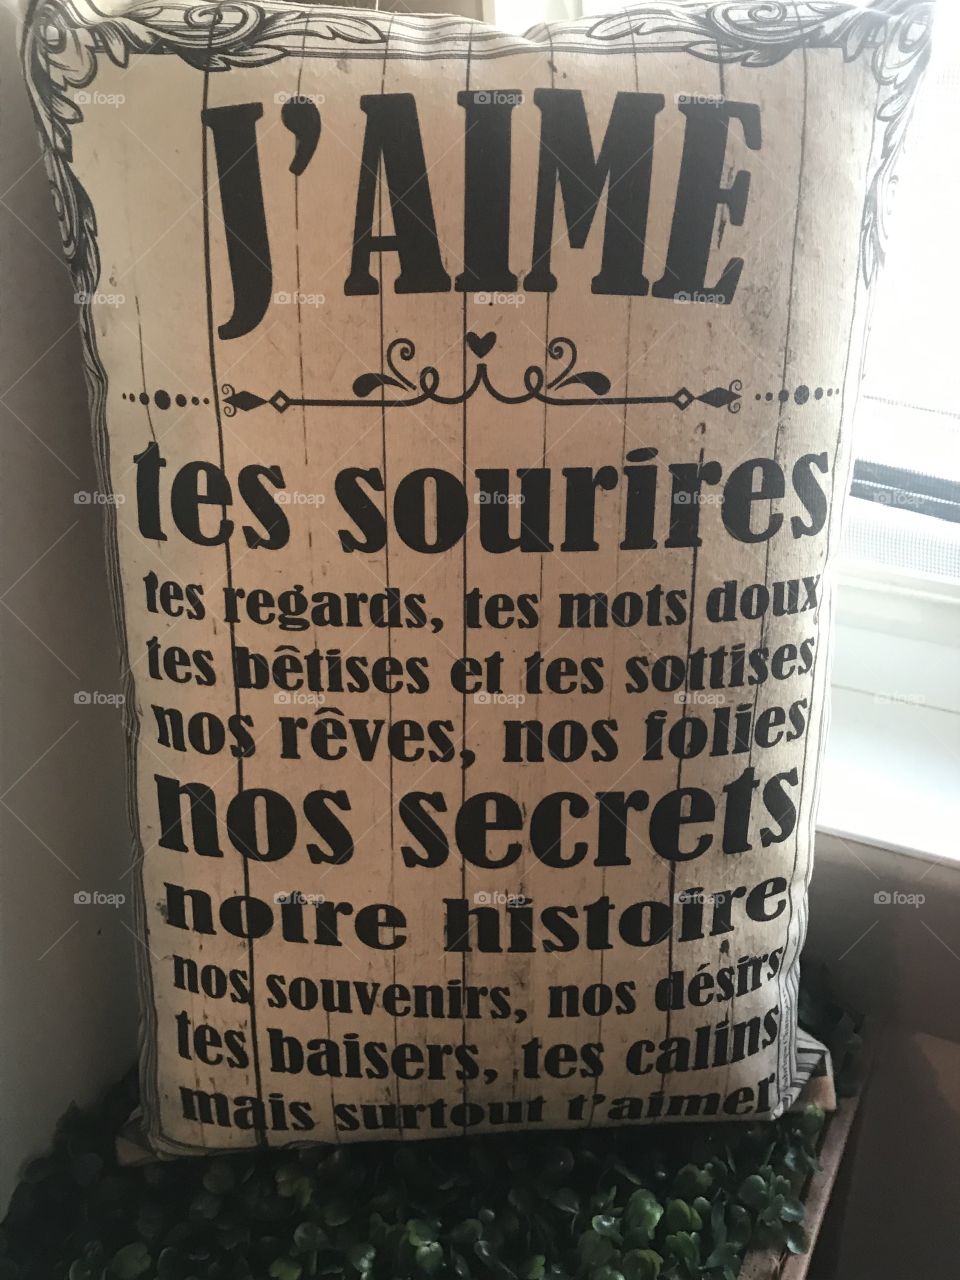 J'AIME
tes sourires
tes regards, tes mots doux
tes bêtises et tes sottises
nos rêves, nos folies
nos secrets
notre histoire
nos souvenirs, nos désirs
tes baisers, tes calins
mais surtout t'aimer